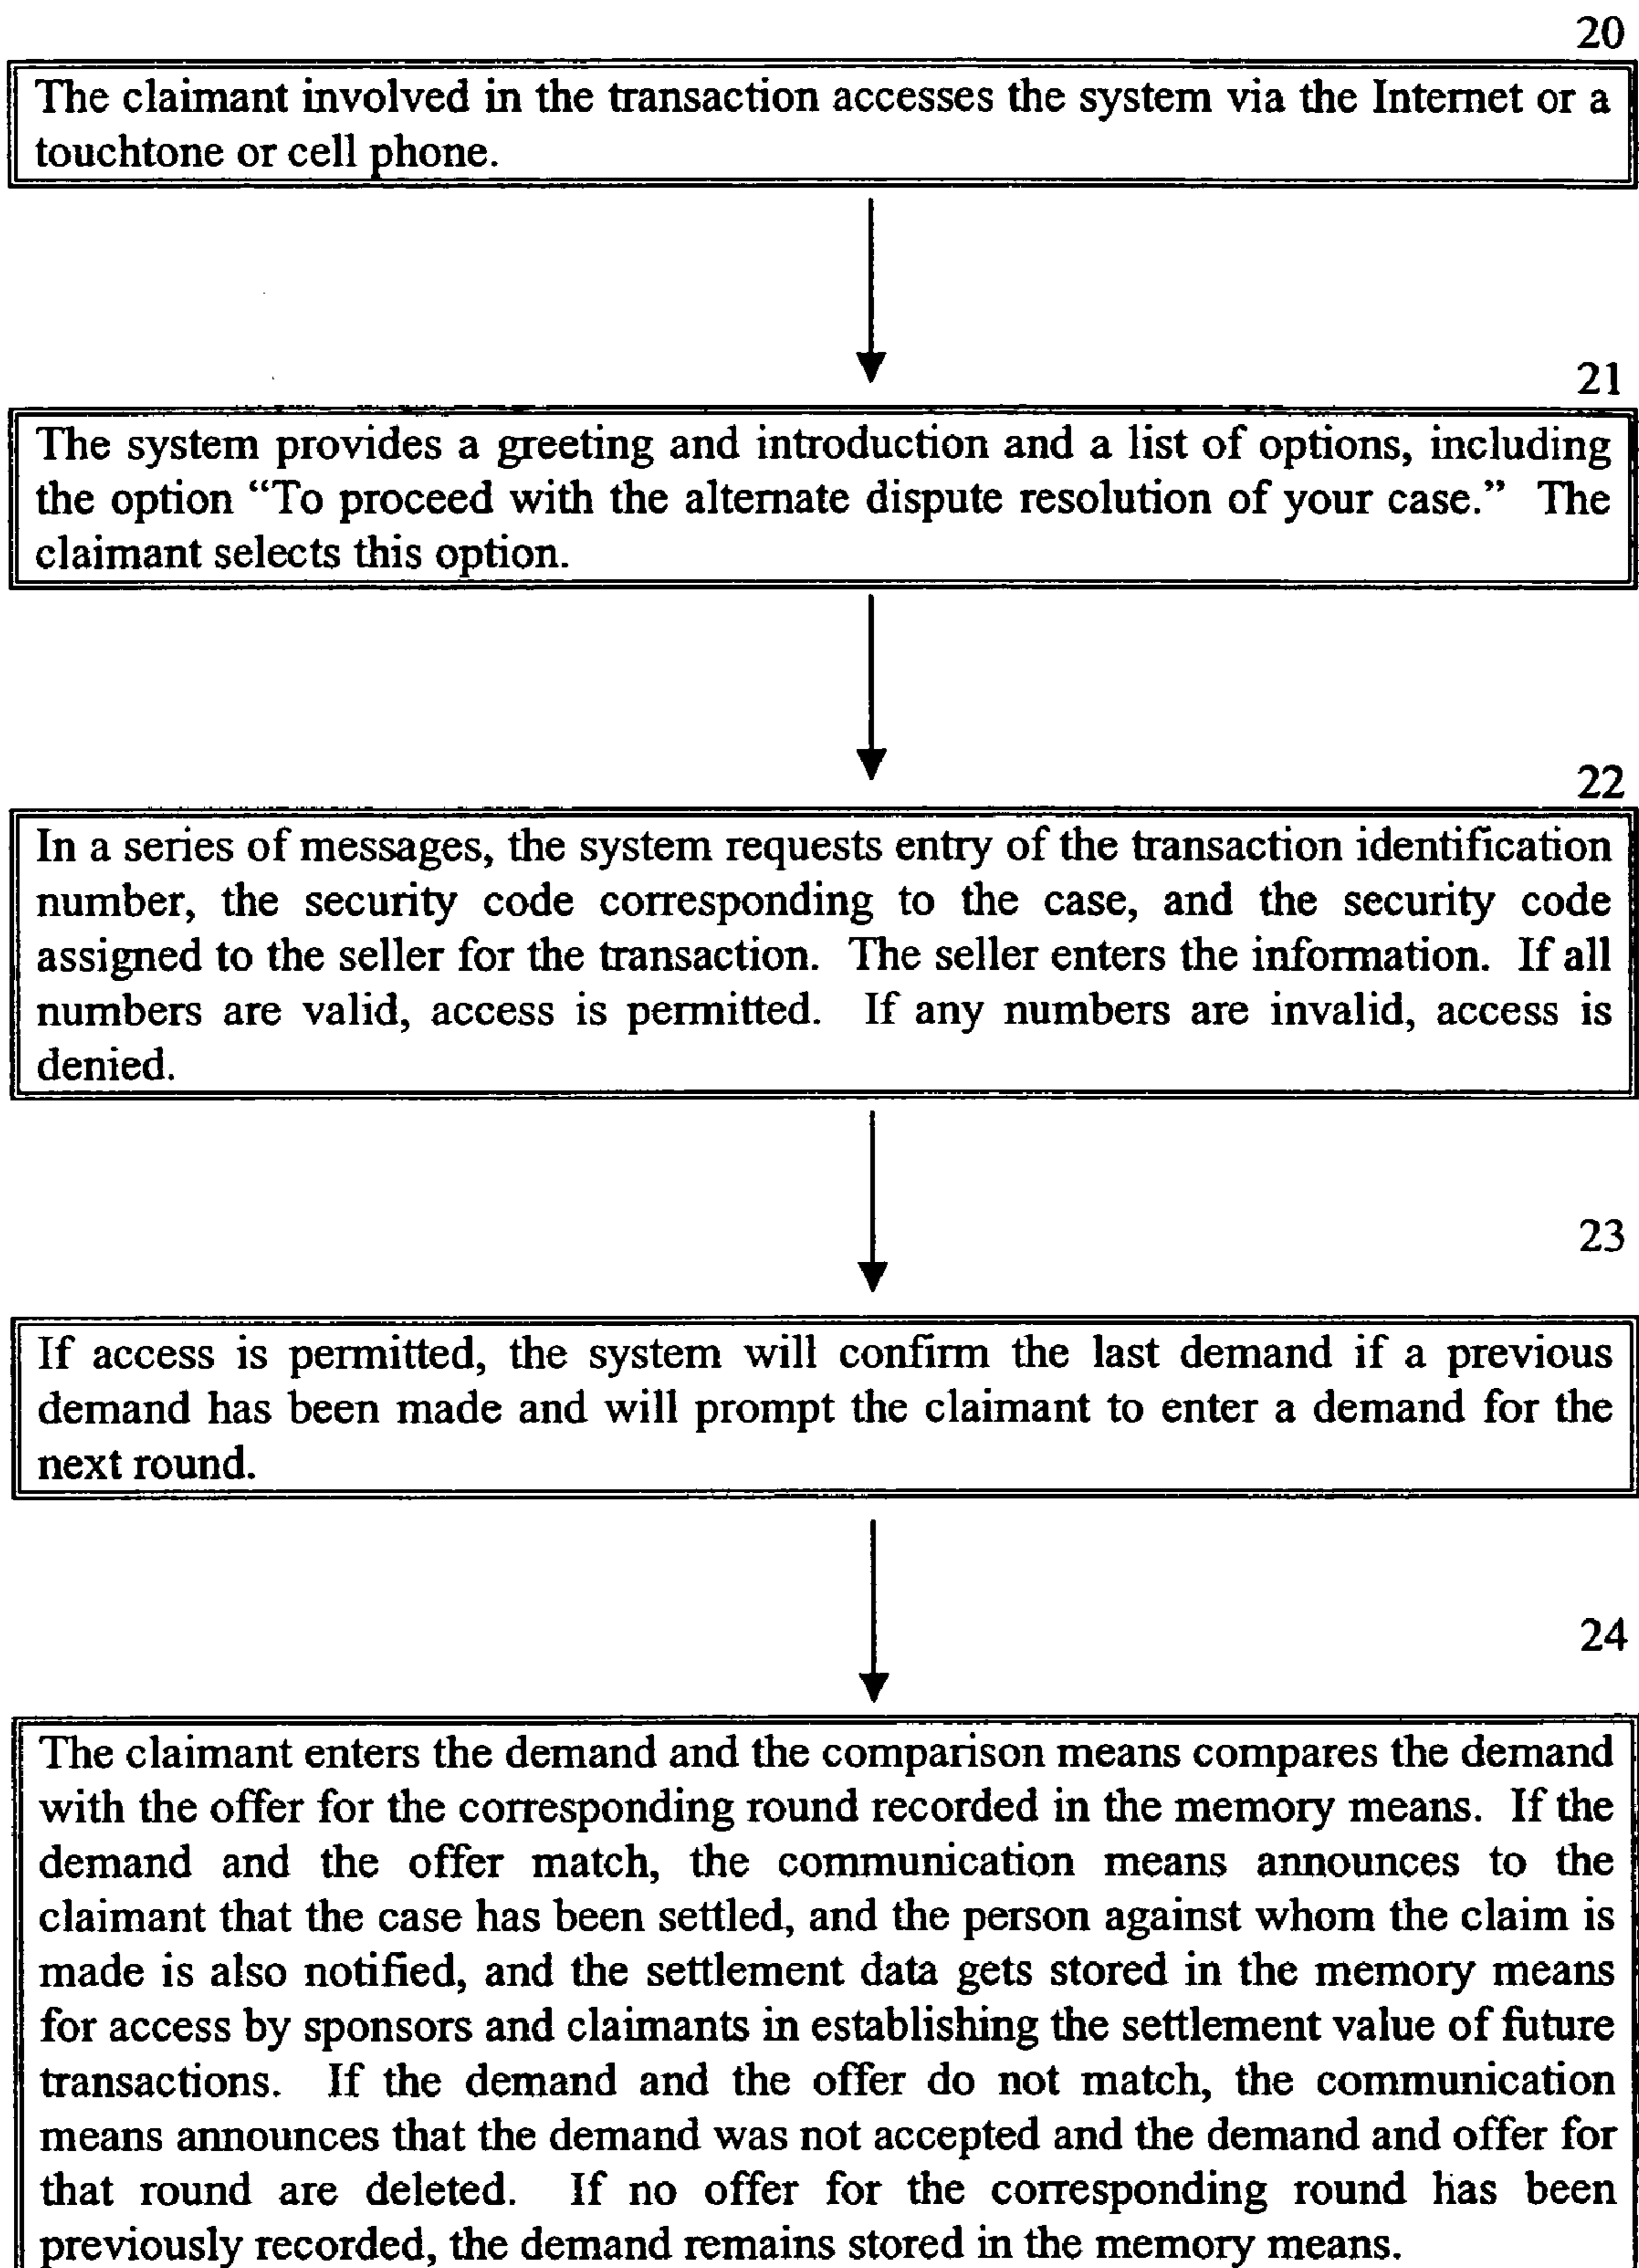 20
The claimant involved in the transaction accesses the system via the Internet or a
touchtone or cell phone.
21
The system provides a greeting and introduction and a list of options, including
the option “To proceed with the alternate dispute resolution of your case.” The
claimant selects this option.
22
In a series of messages, the system requests entry of the transaction identification
number, the security code corresponding to the case, and the security code
assigned to the seller for the transaction. The seller enters the information. If all
numbers are valid, access is permitted. If any numbers are invalid, access is
denied.
23
If access is permitted, the system will confirm the last demand if a previous
demand has been made and will prompt the claimant to enter a demand for the
next round.
24
The claimant enters the demand and the comparison means compares the demand
with the offer for the corresponding round recorded in the memory means. If the
demand and the offer match, the communication means announces to the
claimant that the case has been settled, and the person against whom the claim is
made is also notified, and the settlement data gets stored in the memory means
for access by sponsors and claimants in establishing the settlement value of future
transactions. If the demand and the offer do not match, the communication
means announces that the demand was not accepted and the demand and offer for
that round are deleted. If no offer for the corresponding round has been
previously recorded, the demand remains stored in the memory means.